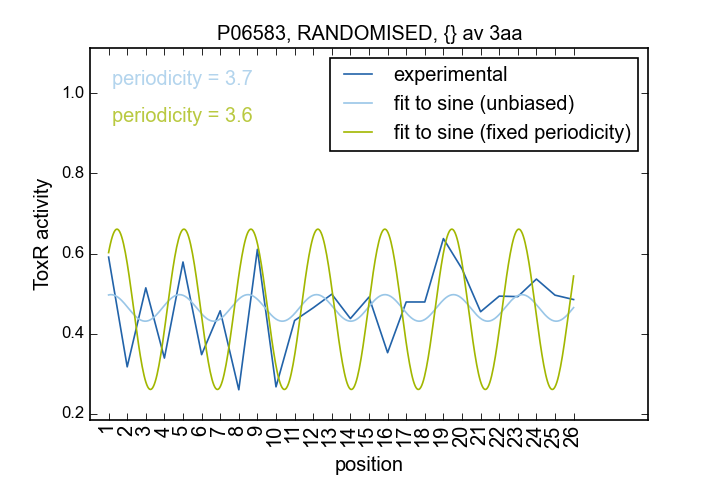 P06583, RANDOMISED, {} av 3aa
periodicity = 3.7
periodicity = 3.6
experimental
fit to sine (unbiased)
fit to sine (fixed periodicity)
ToxR activity
1.0
0.8
0.6
0.4
0.2
1 2 3 4 5 6 7 8 9 10 11 12 13 14 15 16 17 18 19 20 21 22 23 24 25 26
position